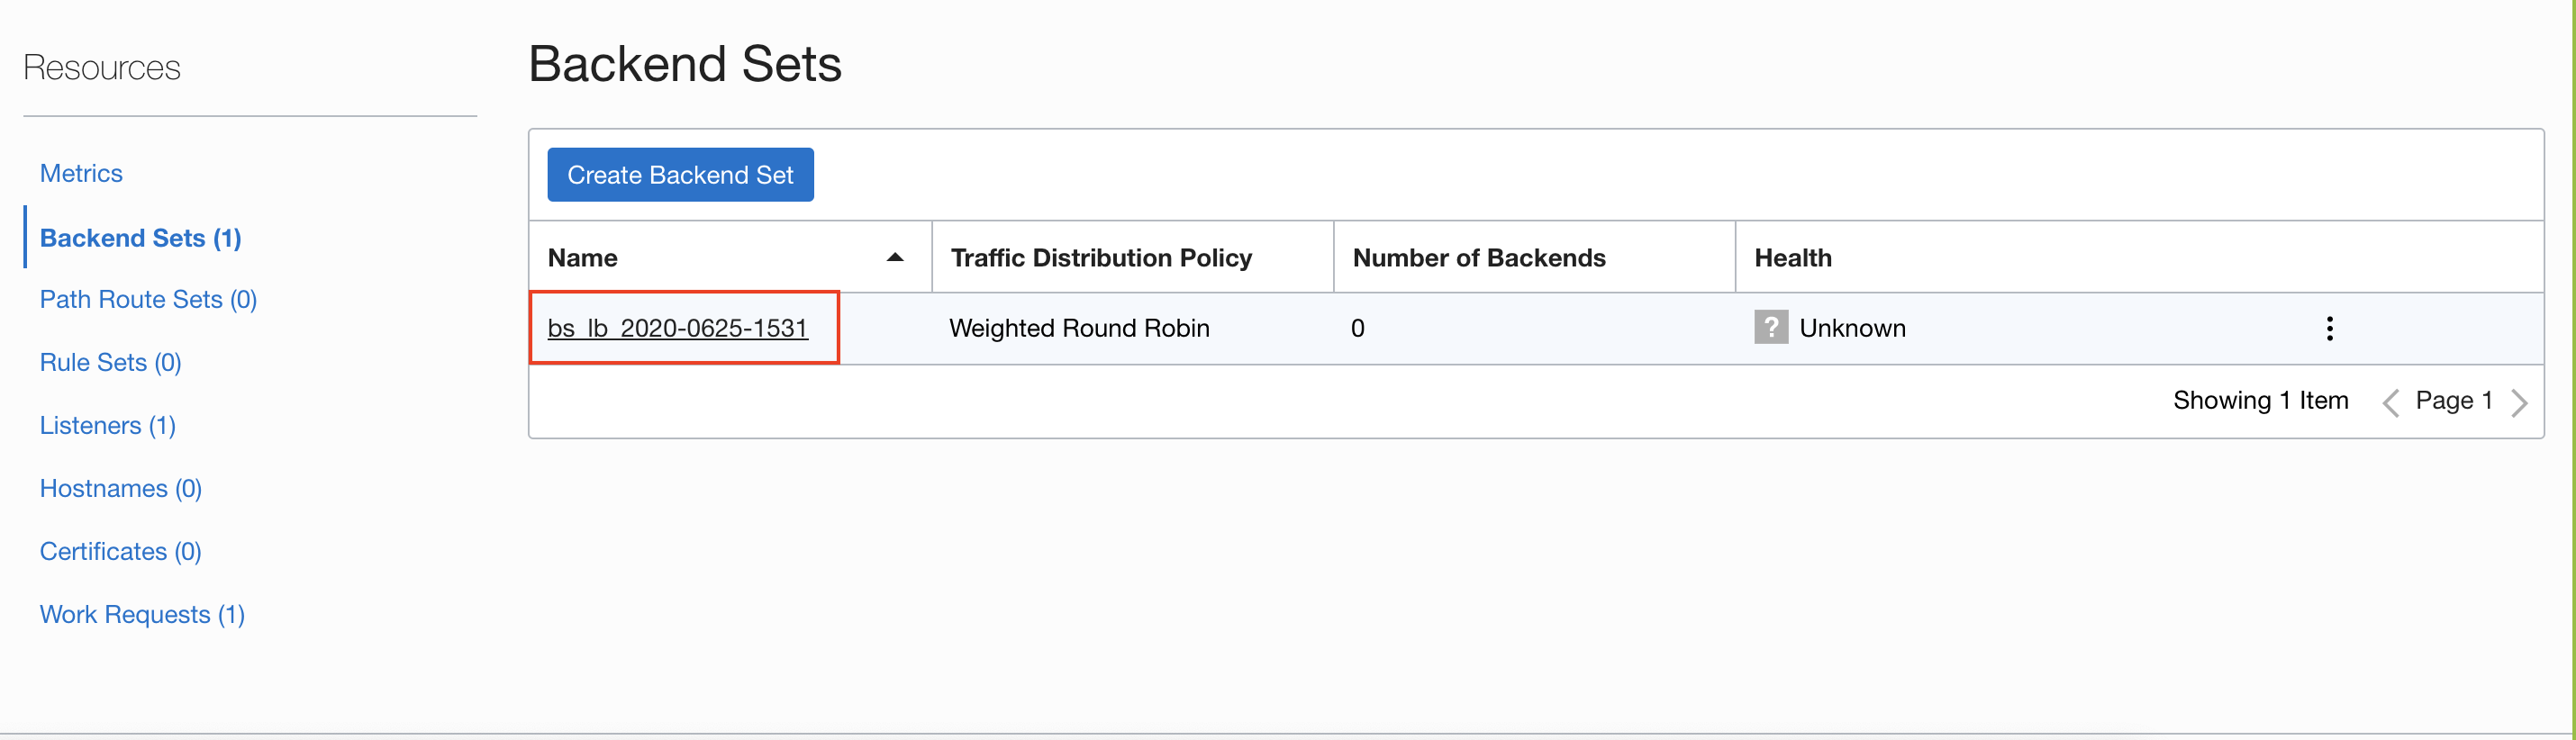 Resources
Metrics
Backend Sets (1)
Path Route Sets (0)
Rule Sets (0)
Listeners (1)
Hostnames (0)
Certificates (0)
Work Requests (1)
Backend Sets
Create Backend Set
Name Traffic Distribution Policy Number of Backends Health
bs_lb_2020-0625-1531 Weighted Round Robin 0 ? Unknown
Showing 1 Item Page 1